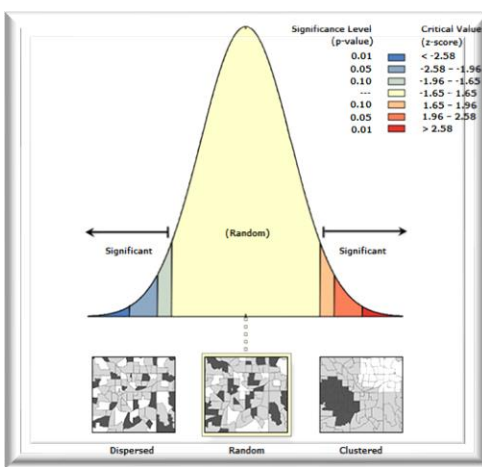 Significance Level Critical Value
(p-value) (z-score)
0.01 < -2.58
0.05 -2.58 – -1.96
0.10 -1.96 – -1.65
--- -1.65 – 1.65
0.10 1.65 – 1.96
0.05 1.96 – 2.58
0.01 > 2.58
(Random)
Significant Significant
Dispersed Random Clustered